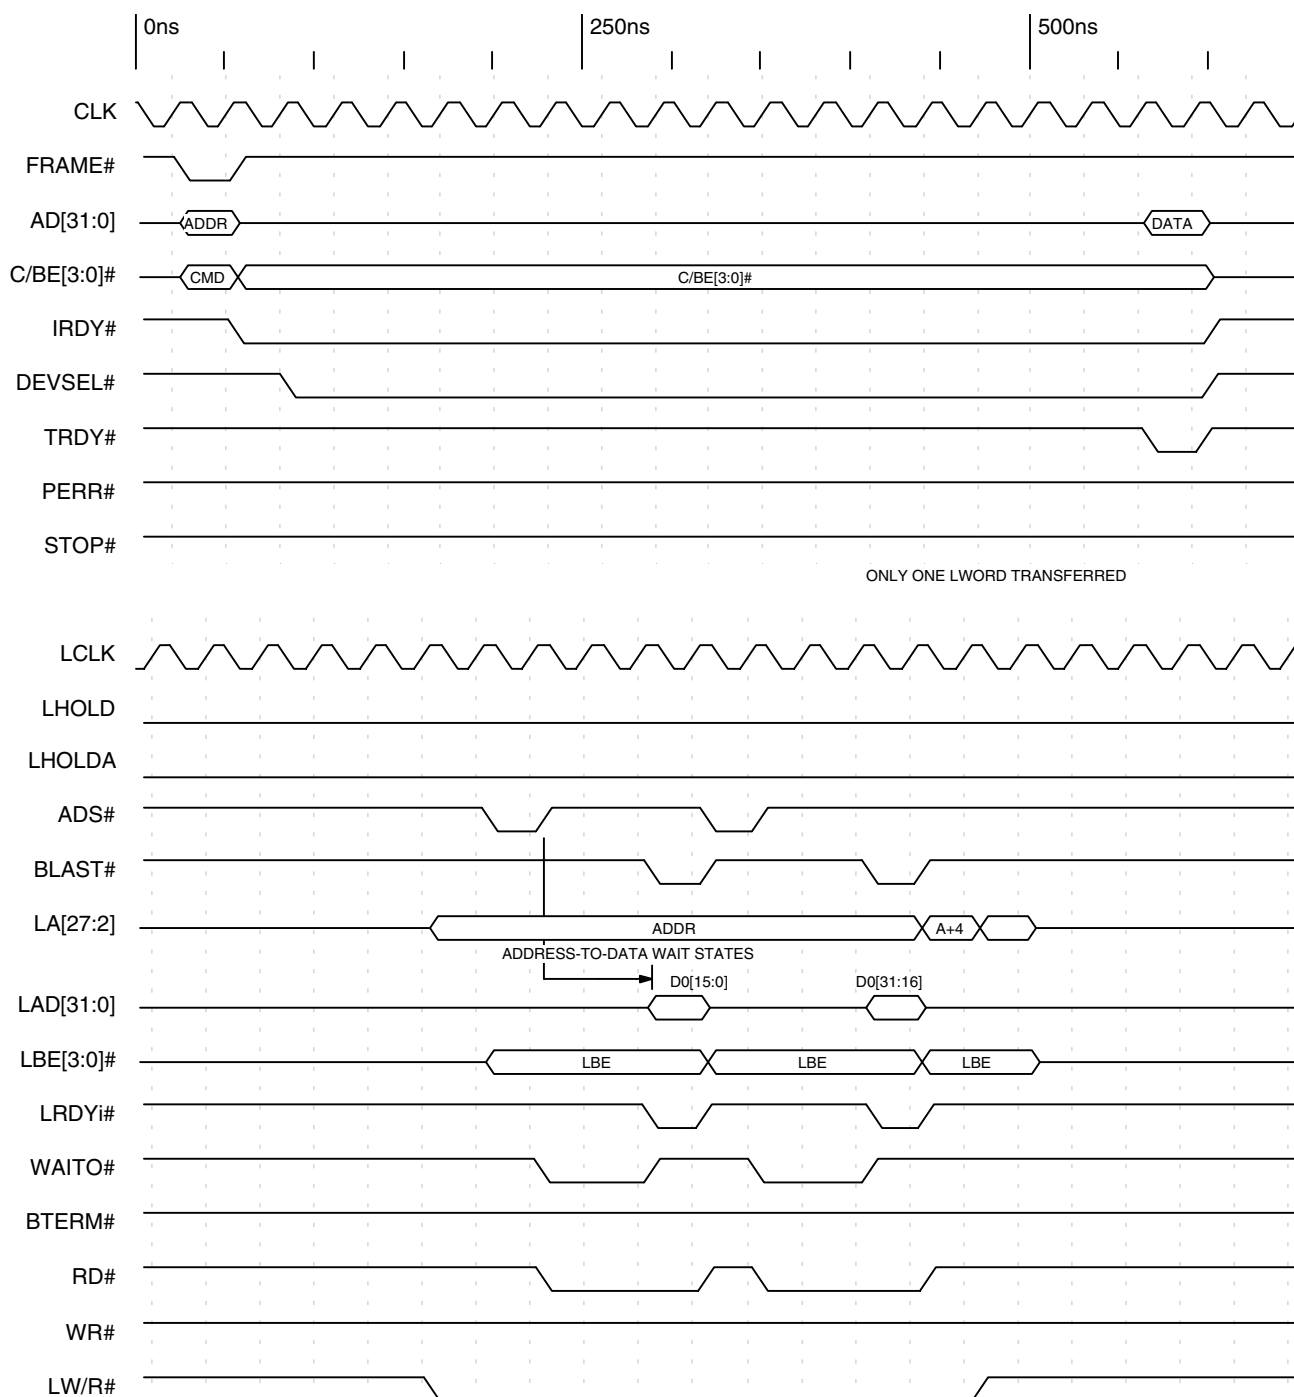 0ns 250ns 500ns
CLK
FRAME#
AD[31:0] ADDR DATA
C/BE[3:0]# CMD C/BE[3:0]#
IRDY#
DEVSEL#
TRDY#
PERR#
STOP#
ONLY ONE LWORD TRANSFERRED
LCLK
LHOLD
LHOLDA
ADS#
BLAST#
LA[27:2] ADDR A+4
ADDRESS-TO-DATA WAIT STATES
D0[15:0] D0[31:16]
LAD[31:0]
LBE[3:0]# LBE LBE LBE
LRDYi#
WAITO#
BTERM#
RD#
WR#
LW/R#